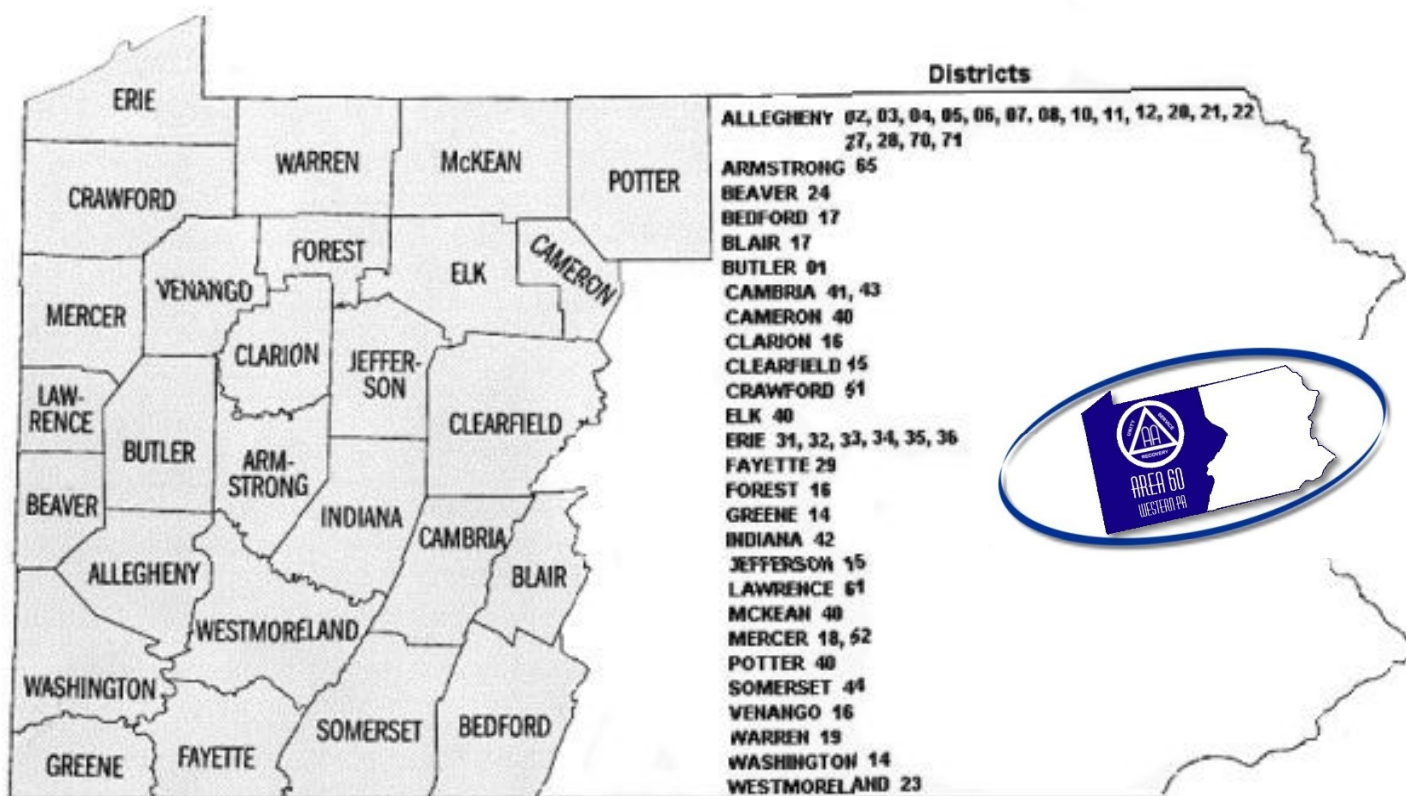 ERIE
WARREN
McKEAN
POTTER
CRAWFORD
FOREST
ELK
CAMERON
VENANGO
MERCER
CLARION
JEFFER-
SON
LAW-
RENCE
CLEARFIELD
BUTLER
ARM-
STRONG
BEAVER
INDIANA
CAMBRIA
ALLEGHENY
BLAIR
WESTMORELAND
WASHINGTON
SOMERSET
BEDFORD
FAYETTE
GREENE
Districts
ALLEGHENY 02, 03, 04, 05, 06, 07, 08, 10, 11, 12, 20, 21, 22
27, 28, 70, 71
ARMSTRONG 65
BEAVER 24
BEDFORD 17
BLAIR 17
BUTLER 01
CAMBRIA 41, 43
CAMERON 40
CLARION 16
CLEARFIELD 15
CRAWFORD 51
ELK 40
ERIE 31, 32, 33, 34, 35, 36
FAYETTE 29
FOREST 16
GREENE 14
INDIANA 42
JEFFERSON 15
LAWRENCE 61
MCKEAN 40
MERCER 18, 52
POTTER 40
SOMERSET 44
VENANGO 16
WARREN 19
WASHINGTON 14
WESTMORELAND 23
UNITY
SERVICE
AA
RECOVERY
AREA 60
WESTERN PA